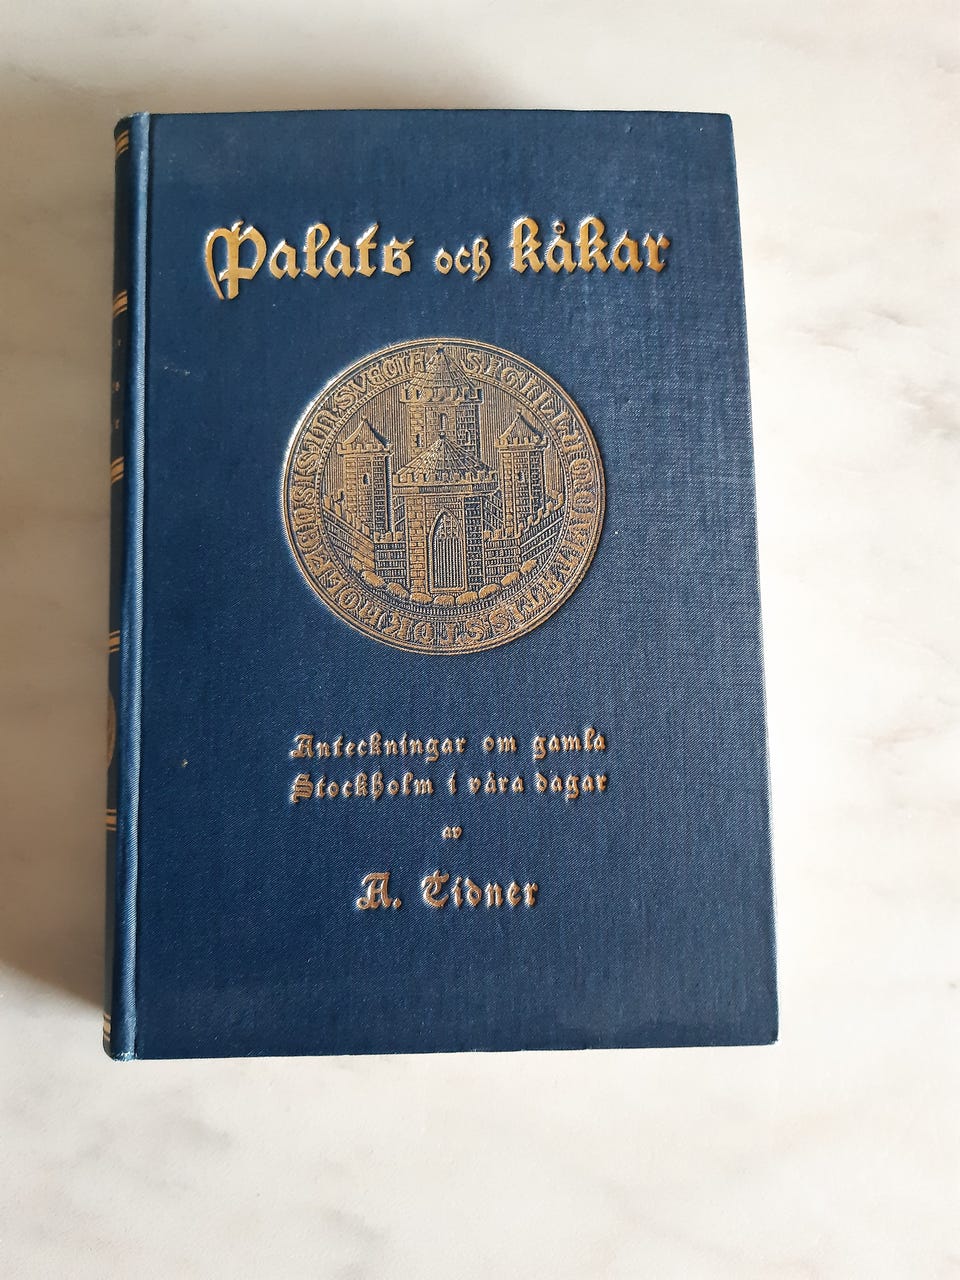 Palats och kåkar
Anteckningar om gamla
Stockholm i våra dagar
av
A. Tidner